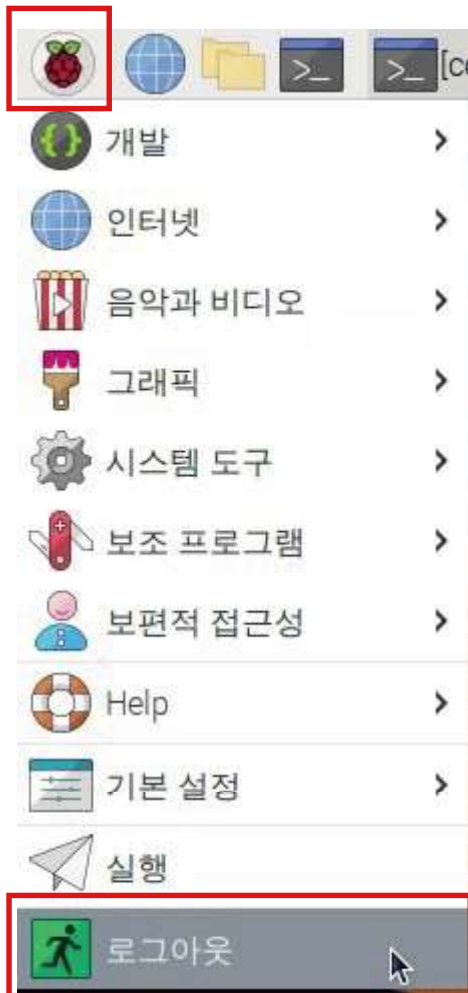 [ce
개발
인터넷
음악과 비디오
그래픽
시스템 도구
보조 프로그램
보편적 접근성
Help
기본 설정
실행
로그아웃